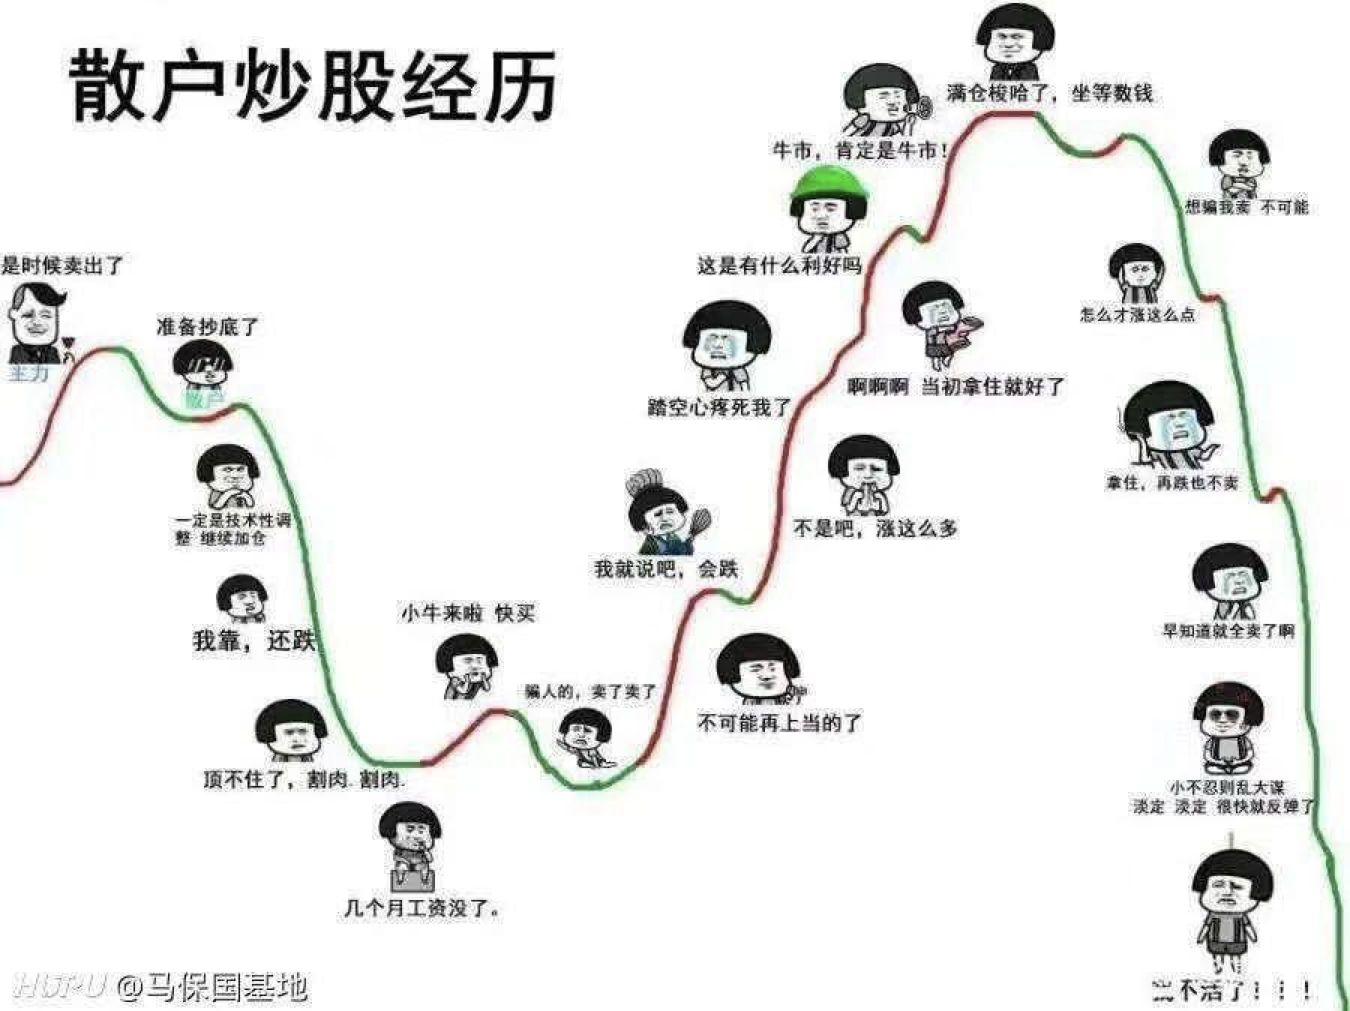 散户炒股经历
是时候卖出了
主力
准备抄底了
散户
一定是技术性调
整 继续加仓
我靠，还跌
顶不住了，割肉.割肉.
几个月工资没了。
小牛来啦 快买
骗人的，卖了卖了
我就说吧，会跌
不可能再上当的了
踏空心疼死我了
不是吧，涨这么多
这是有什么利好吗
啊啊啊 当初拿住就好了
牛市，肯定是牛市！
满仓梭哈了，坐等数钱
想骗我卖 不可能
怎么才涨这么点
拿住，再跌也不卖
早知道就全卖了啊
小不忍则乱大谋
淡定 淡定 很快就反弹了
我不活了！！！
HUPU @马保国基地